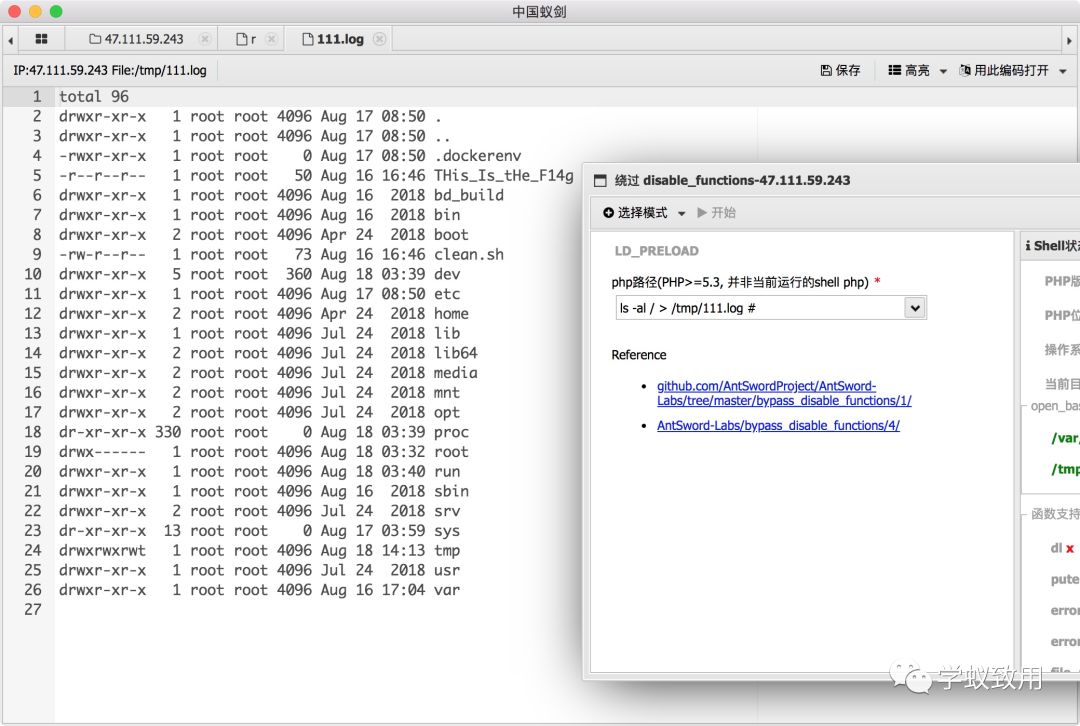 中国蚁剑
47.111.59.243
r
111.log
IP:47.111.59.243 File:/tmp/111.log
保存
高亮
用此编码打开
1 total 96
2 drwxr-xr-x 1 root root 4096 Aug 17 08:50 .
3 drwxr-xr-x 1 root root 4096 Aug 17 08:50 ..
4 -rwxr-xr-x 1 root root 0 Aug 17 08:50 .dockerenv
5 -r--r--r-- 1 root root 50 Aug 16 16:46 THis_Is_tHe_F14g
6 drwxr-xr-x 1 root root 4096 Aug 16 2018 bd_build
7 drwxr-xr-x 1 root root 4096 Aug 16 2018 bin
8 drwxr-xr-x 2 root root 4096 Apr 24 2018 boot
9 -rw-r--r-- 1 root root 73 Aug 16 16:46 clean.sh
10 drwxr-xr-x 5 root root 360 Aug 18 03:39 dev
11 drwxr-xr-x 1 root root 4096 Aug 17 08:50 etc
12 drwxr-xr-x 2 root root 4096 Apr 24 2018 home
13 drwxr-xr-x 1 root root 4096 Jul 24 2018 lib
14 drwxr-xr-x 2 root root 4096 Jul 24 2018 lib64
15 drwxr-xr-x 2 root root 4096 Jul 24 2018 media
16 drwxr-xr-x 2 root root 4096 Jul 24 2018 mnt
17 drwxr-xr-x 2 root root 4096 Jul 24 2018 opt
18 dr-xr-xr-x 330 root root 0 Aug 18 03:39 proc
19 drwx------ 1 root root 4096 Aug 18 03:32 root
20 drwxr-xr-x 1 root root 4096 Aug 18 03:40 run
21 drwxr-xr-x 1 root root 4096 Aug 16 2018 sbin
22 drwxr-xr-x 2 root root 4096 Jul 24 2018 srv
23 dr-xr-xr-x 13 root root 0 Aug 17 03:59 sys
24 drwxrwxrwt 1 root root 4096 Aug 18 14:13 tmp
25 drwxr-xr-x 1 root root 4096 Jul 24 2018 usr
26 drwxr-xr-x 1 root root 4096 Aug 16 17:04 var
27
绕过 disable_functions-47.111.59.243
选择模式
开始
LD_PRELOAD
php路径(PHP>=5.3, 并非当前运行的shell php) *
ls -al / > /tmp/111.log #
Reference
github.com/AntSwordProject/AntSword-
Labs/tree/master/bypass_disable_functions/1/
AntSword-Labs/bypass_disable_functions/4/
Shell状
PHP版
PHP位
操作系
当前目
open_bas
/var,
/tmp
函数支持
dl x
pute
erro
erro
学蚁致用